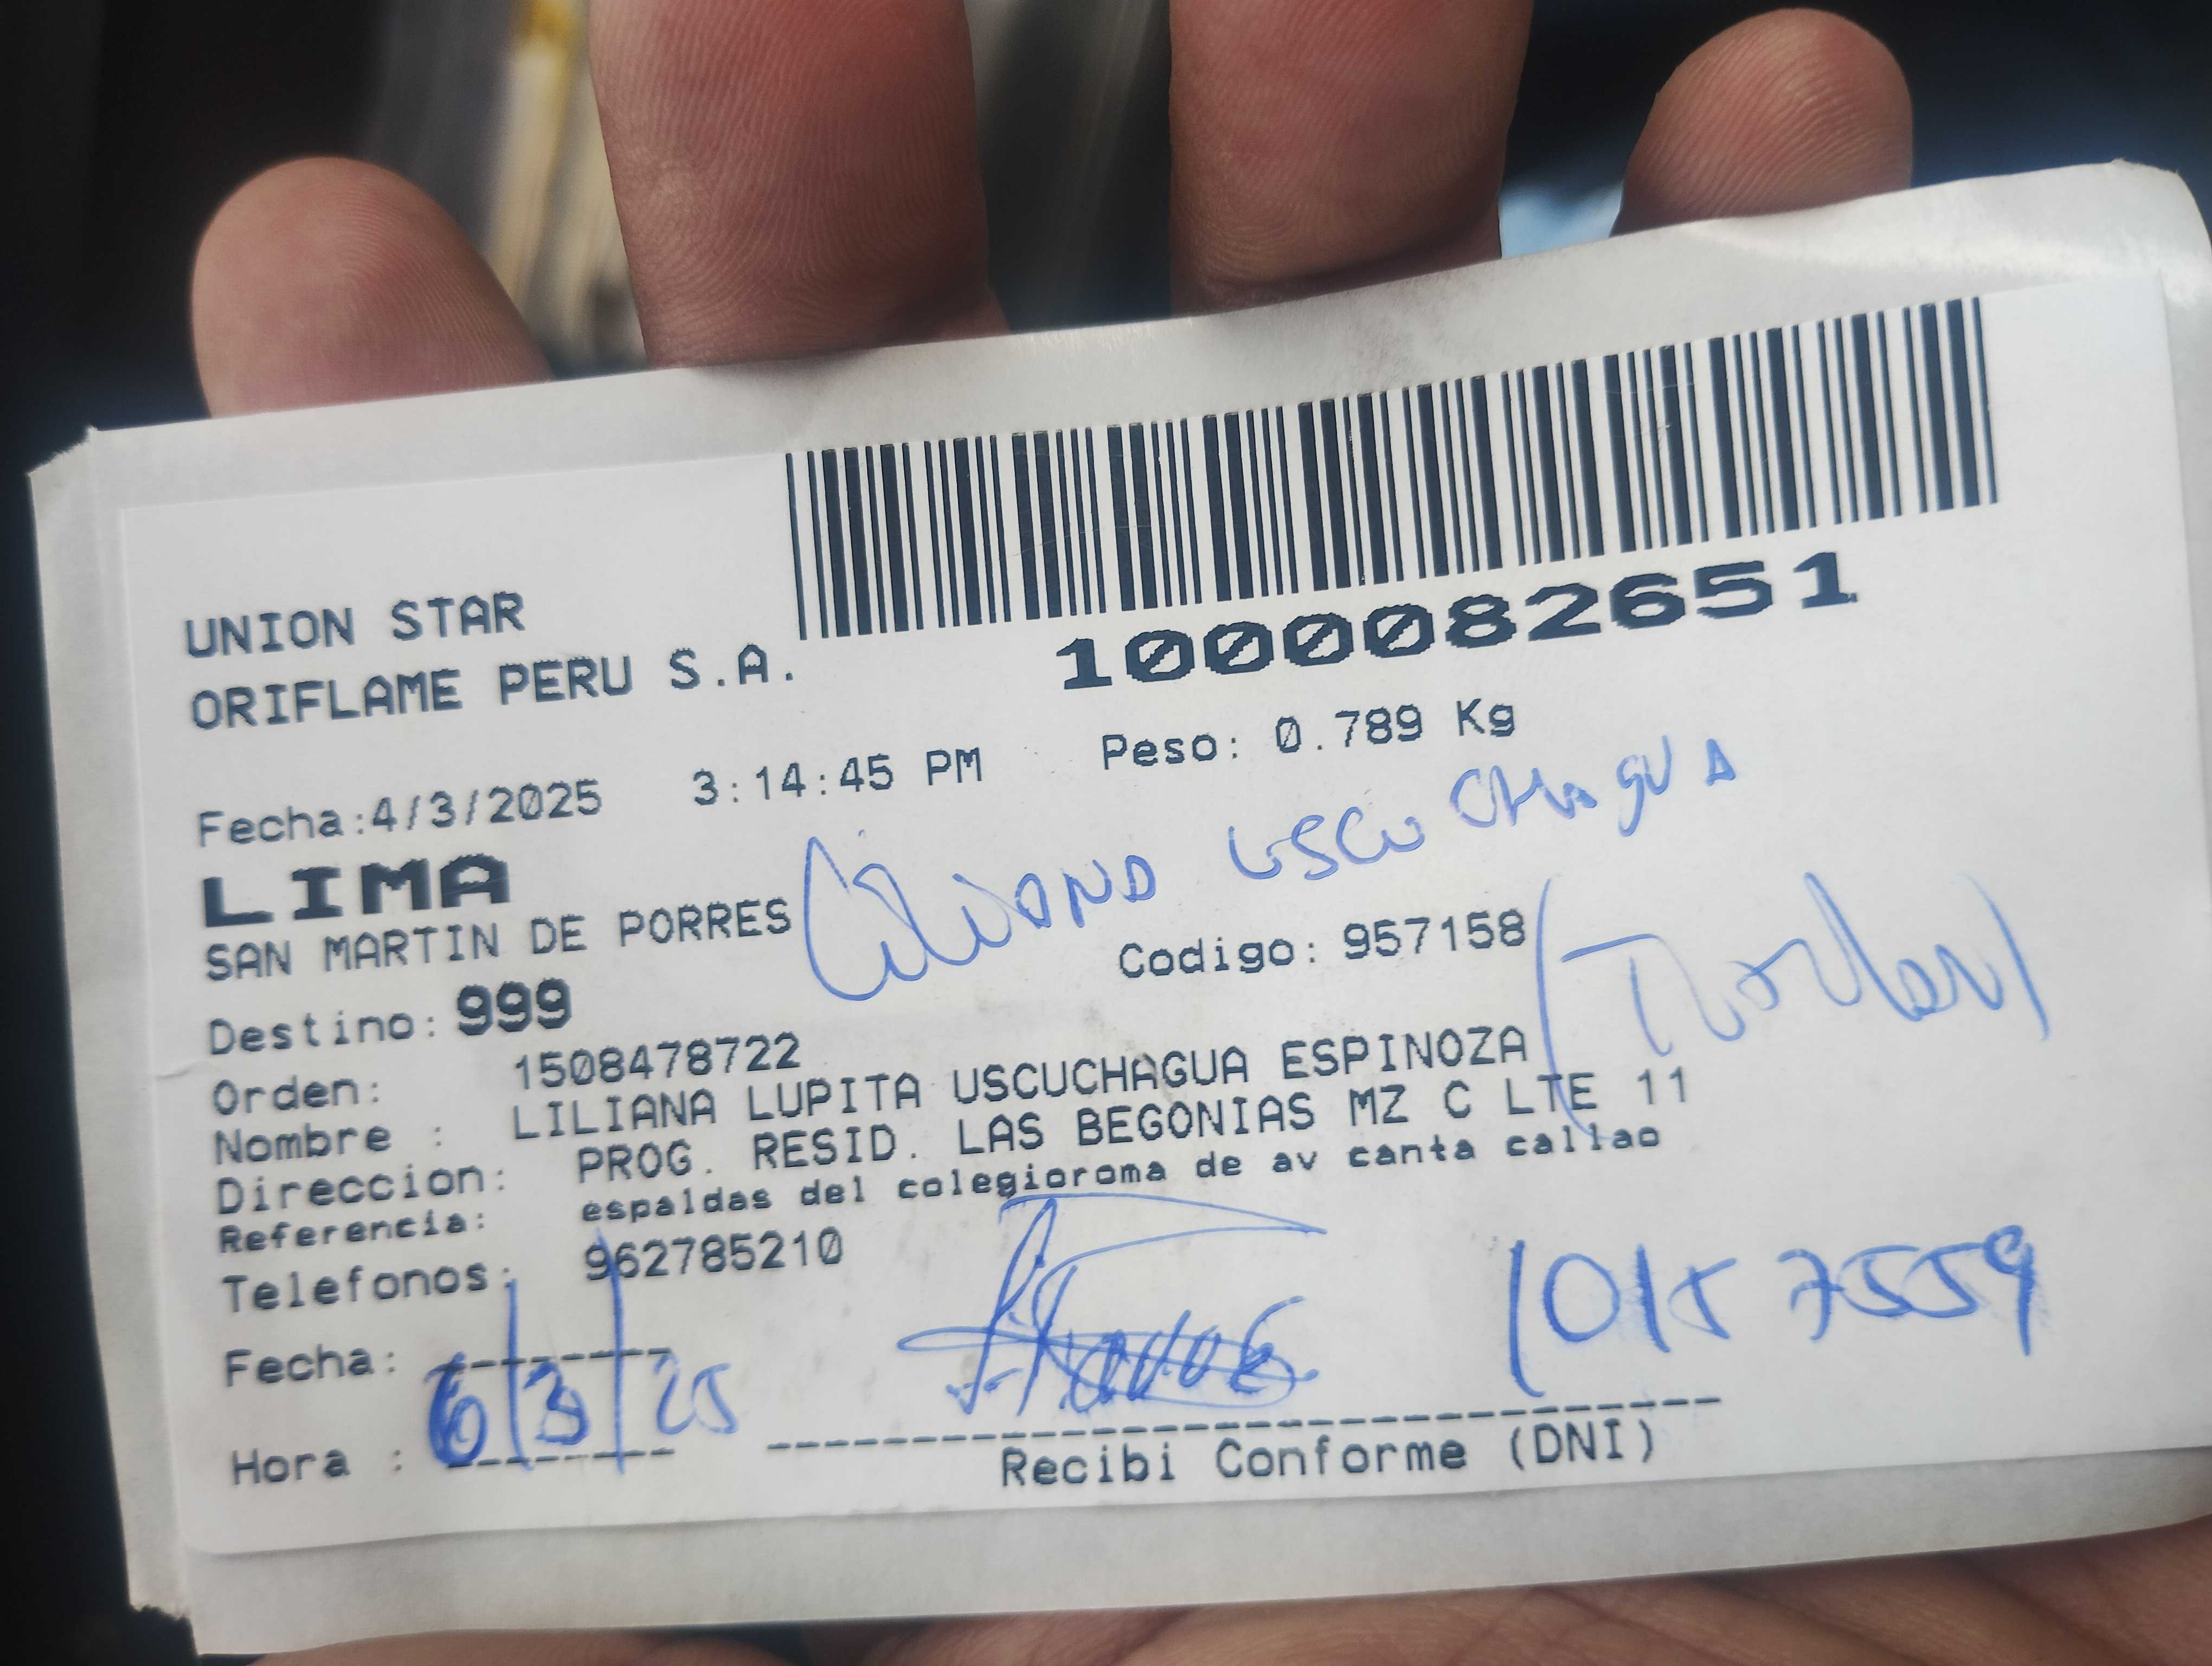 UNION STAR
ORIFLAME PERU S.A.
1000082651
Fecha:4/3/2025 3:14:45 PM Peso: 0.789 Kg
LIMA
Liliana Uscuchagua
SAN MARTIN DE PORRES
Codigo: 957158
Destino: 999
Orden: 1508478722
Nombre : LILIANA LUPITA USCUCHAGUA ESPINOZA
Direccion: PROG. RESID. LAS BEGONIAS MZ C LTE 11
Referencia: espaldas del colegioroma de av canta callao
Telefonos: 962785210
Fecha: 6/3/25
10157559
Hora :
Recibi Conforme (DNI)